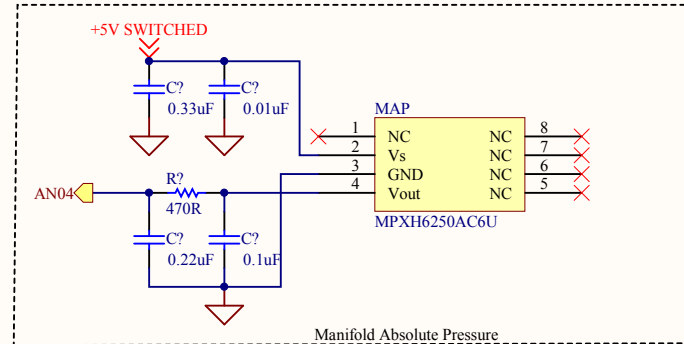 +5V SWITCHED
C?
0.33uF
C?
0.01uF
MAP
1 NC NC 8
2 Vs NC 7
3 GND NC 6
4 Vout NC 5
MPXH6250AC6U
R?
AN04
470R
C?
0.22uF
C?
0.1uF
Manifold Absolute Pressure